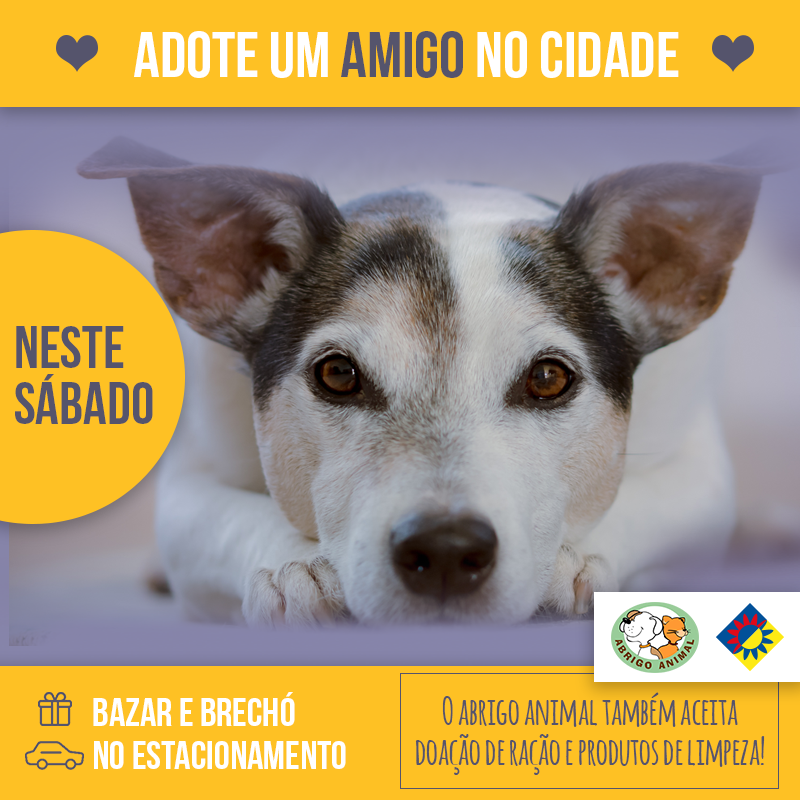 ADOTE UM AMIGO NO CIDADE
NESTE
SÁBADO
ABRIGO ANIMAL
BAZAR E BRECHÓ
NO ESTACIONAMENTO
O ABRIGO ANIMAL TAMBÉM ACEITA
DOAÇÃO DE RAÇÃO E PRODUTOS DE LIMPEZA!